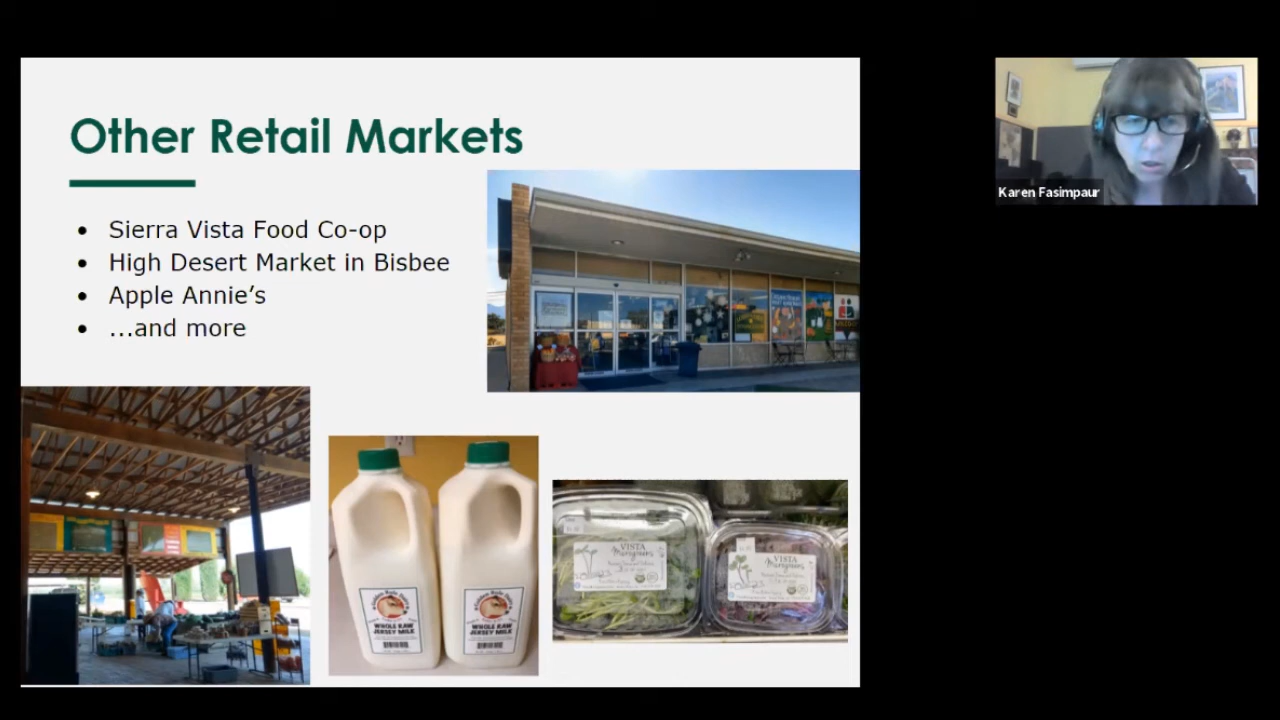 Other Retail Markets
• Sierra Vista Food Co-op
• High Desert Market in Bisbee
• Apple Annie’s
• ...and more
WHOLE RAW
JERSEY MILK
WHOLE RAW
JERSEY MILK
VISTA
Microgreens
VISTA
Microgreens
Karen Fasimpaur